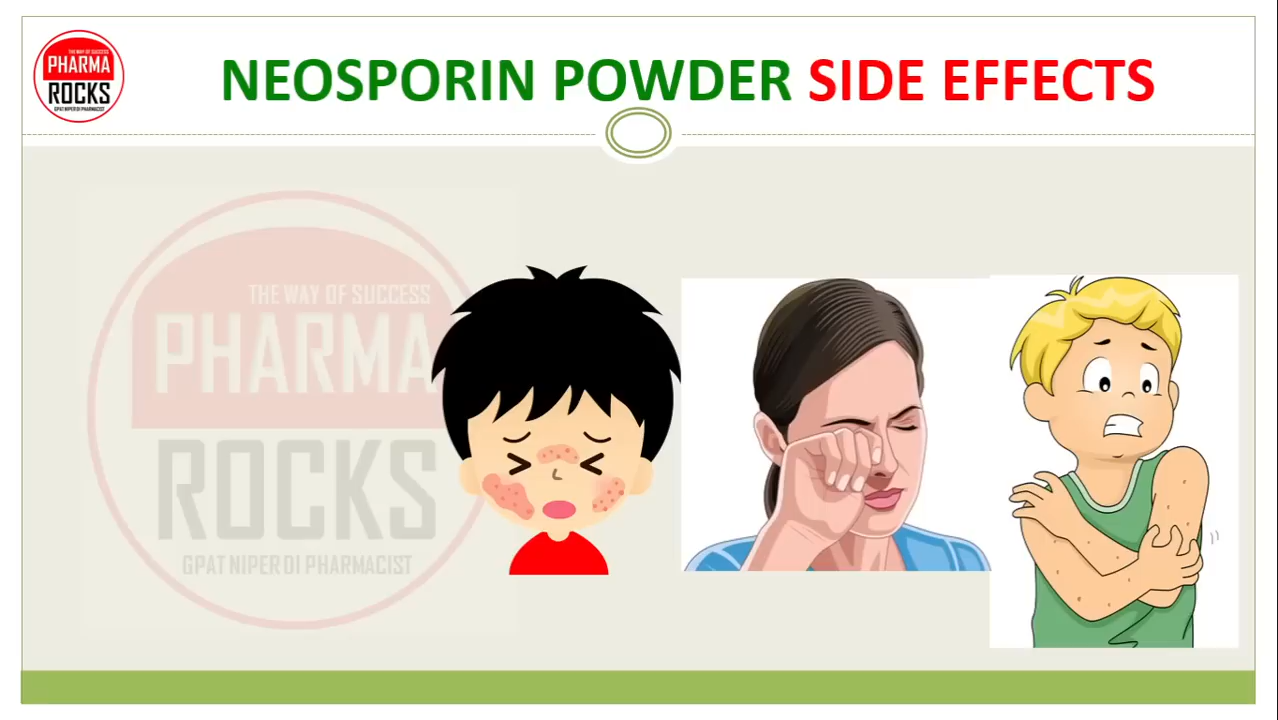 THE WAY OF SUCCESS
PHARMA
ROCKS
GPAT NIPER DI PHARMACIST
NEOSPORIN POWDER SIDE EFFECTS
THE WAY OF SUCCESS
PHARMA
ROCKS
GPAT NIPER DI PHARMACIST